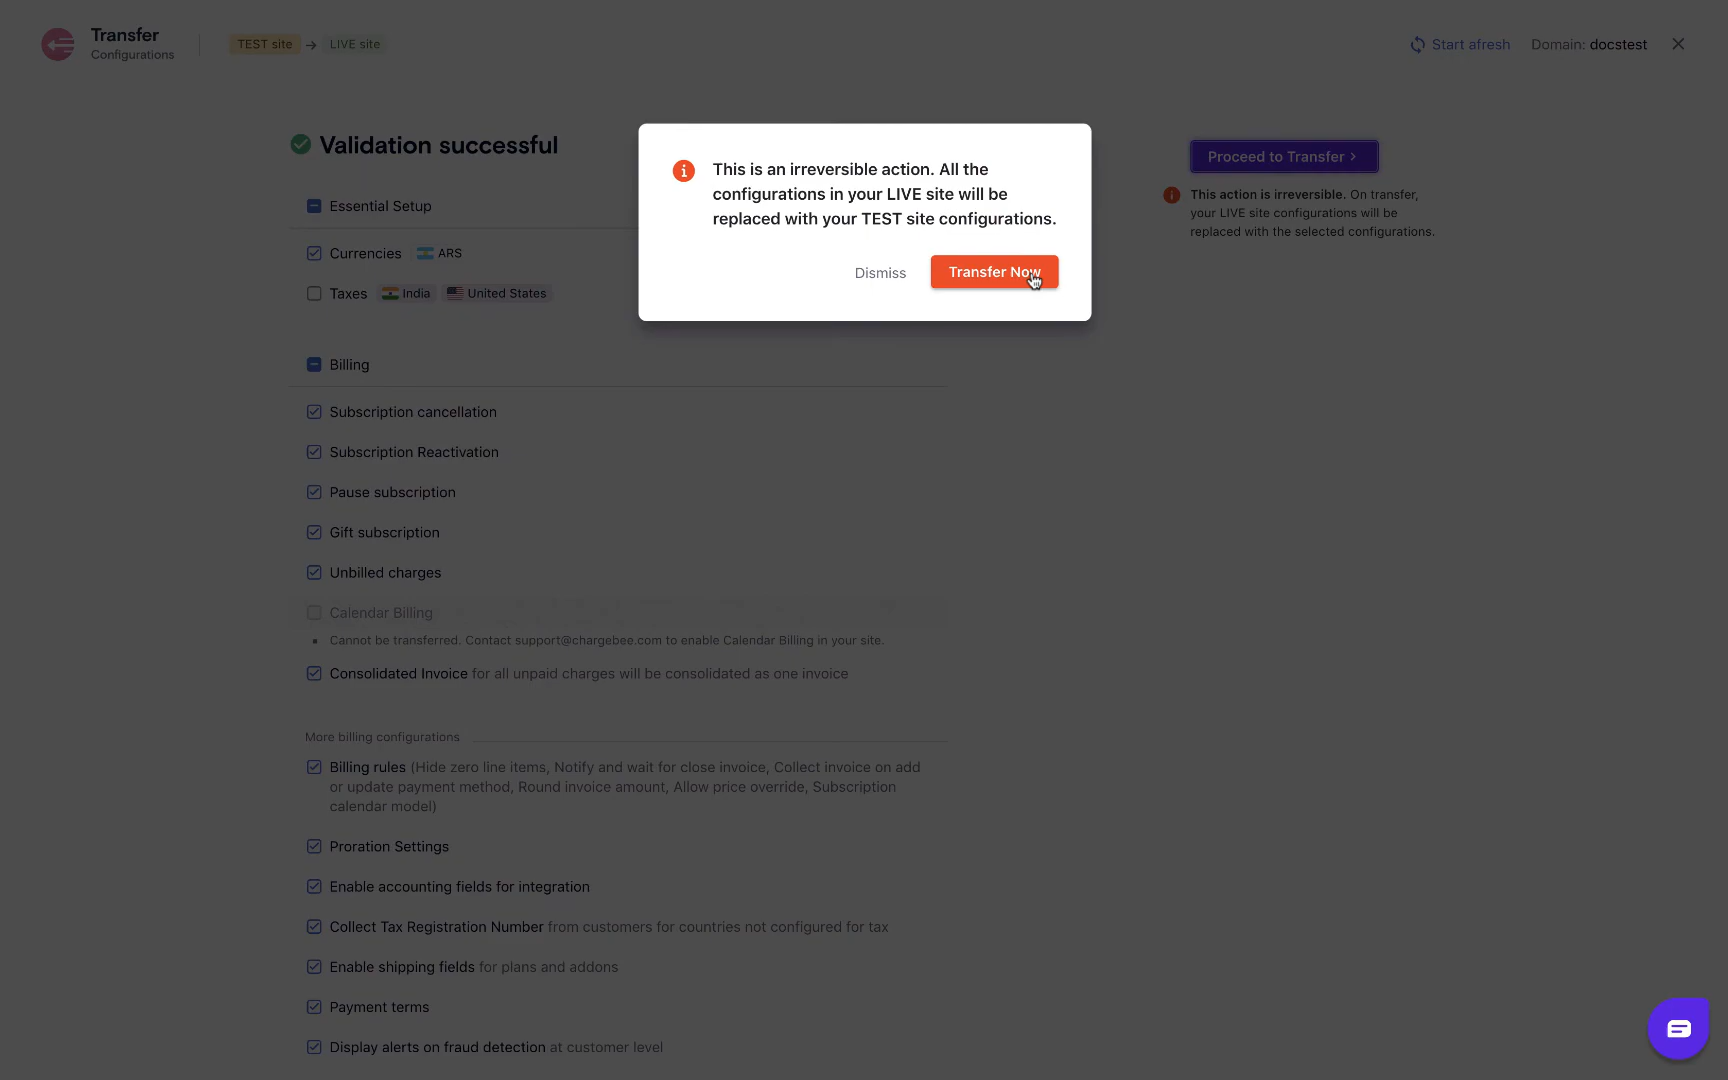 Transfer
Configurations
TEST site → LIVE site
Start afresh
Domain: docstest
Validation successful
This is an irreversible action. All the
configurations in your LIVE site will be
replaced with your TEST site configurations.
Dismiss
Transfer Now
Proceed to Transfer >
This action is irreversible. On transfer,
your LIVE site configurations will be
replaced with the selected configurations.
Essential Setup
Currencies ARS
Taxes India United States
Billing
Subscription cancellation
Subscription Reactivation
Pause subscription
Gift subscription
Unbilled charges
Calendar Billing
Cannot be transferred. Contact support@chargebee.com to enable Calendar Billing in your site.
Consolidated Invoice for all unpaid charges will be consolidated as one invoice
More billing configurations
Billing rules (Hide zero line items, Notify and wait for close invoice, Collect invoice on add
or update payment method, Round invoice amount, Allow price override, Subscription
calendar model)
Proration Settings
Enable accounting fields for integration
Collect Tax Registration Number from customers for countries not configured for tax
Enable shipping fields for plans and addons
Payment terms
Display alerts on fraud detection at customer level